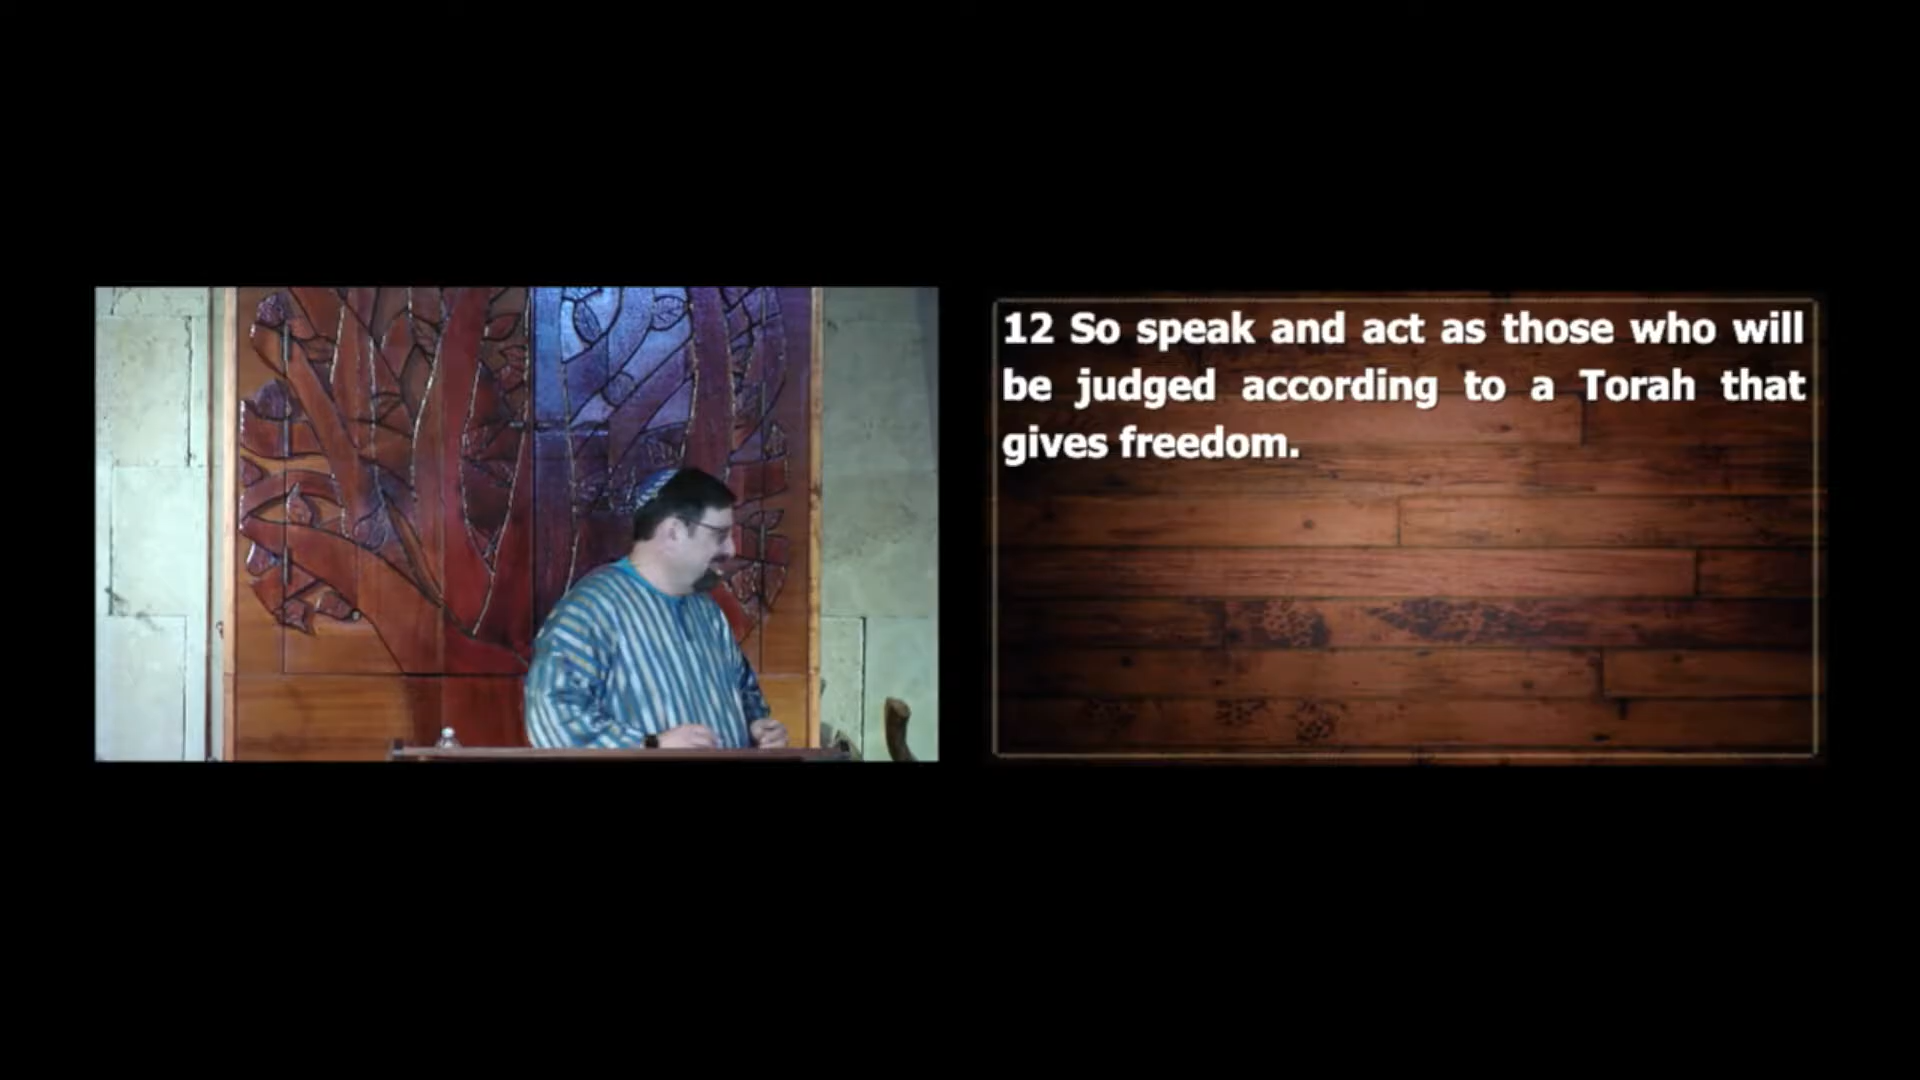 12 So speak and act as those who will
be judged according to a Torah that
gives freedom.